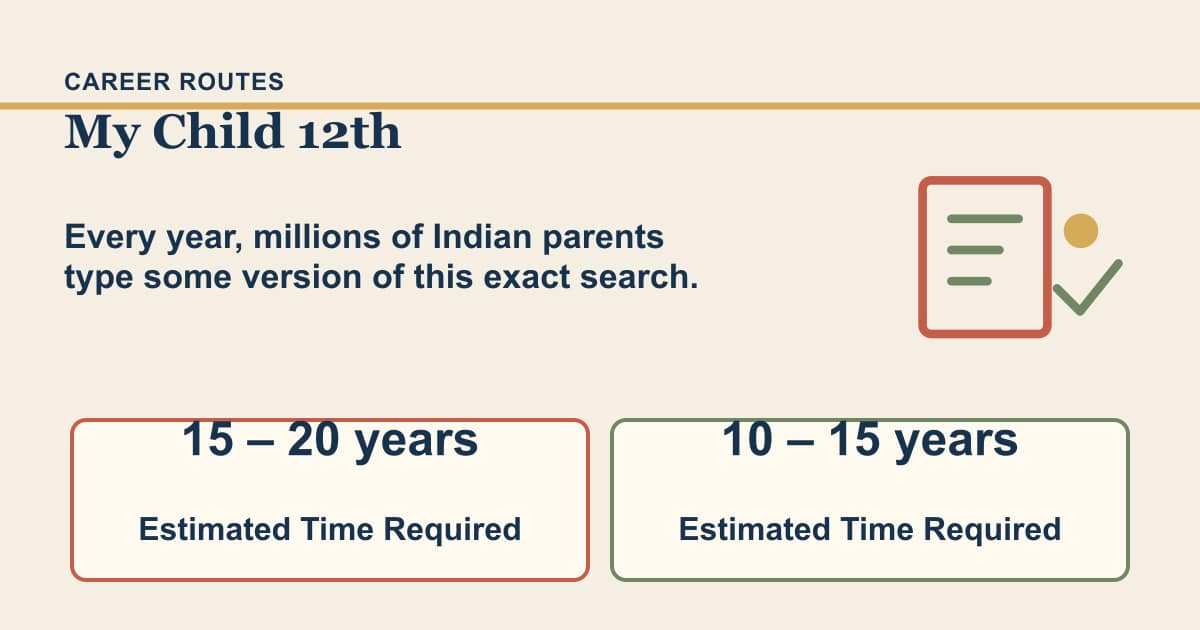 CAREER ROUTES
My Child 12th
Every year, millions of Indian parents
type some version of this exact search.
15 – 20 years
Estimated Time Required
10 – 15 years
Estimated Time Required